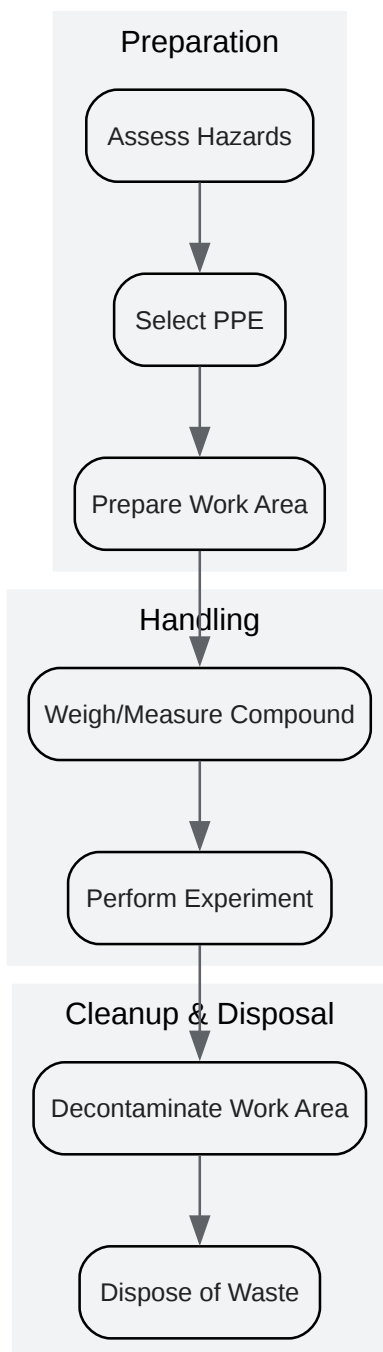 Preparation
Assess Hazards
Select PPE
Prepare Work Area
Handling
Weigh/Measure Compound
Perform Experiment
Cleanup & Disposal
Decontaminate Work Area
Dispose of Waste